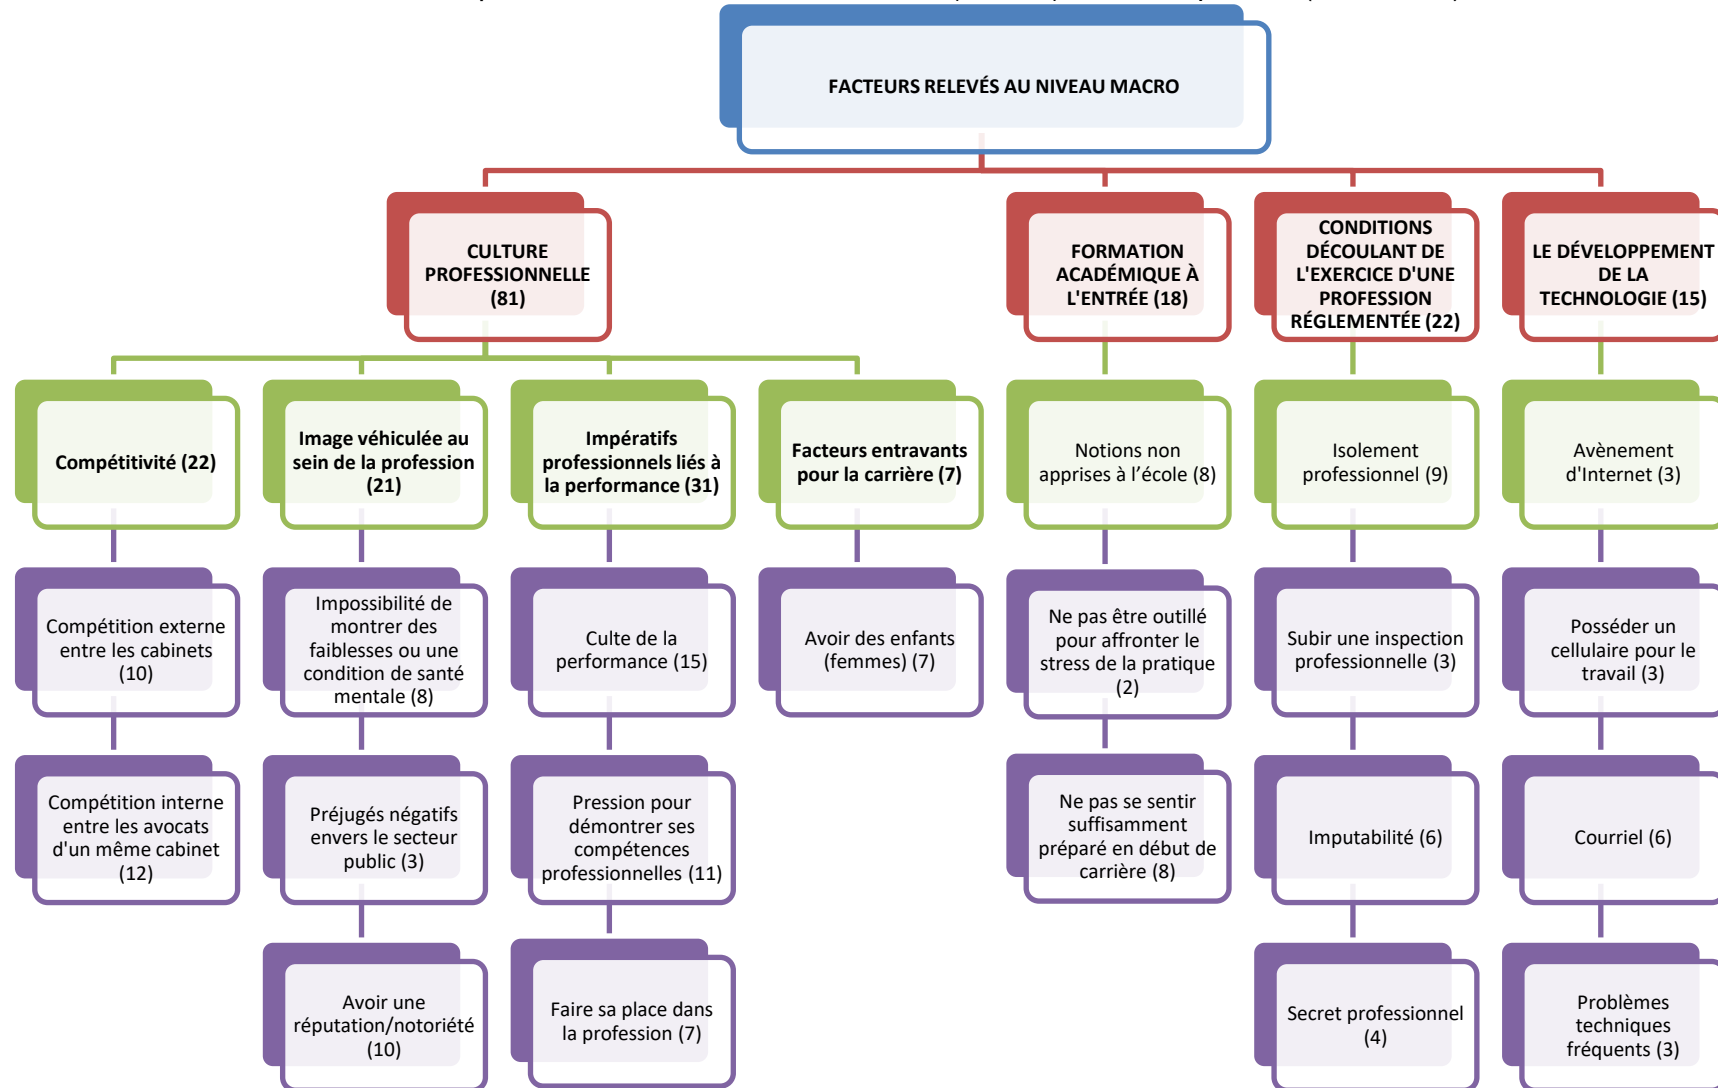 FACTEURS RELEVÉS AU NIVEAU MACRO
CULTURE
PROFESSIONNELLE
(81)
FORMATION
ACADÉMIQUE À
L'ENTRÉE (18)
CONDITIONS
DÉCOULANT DE
L'EXERCICE D'UNE
PROFESSION
RÉGLEMENTÉE (22)
LE DÉVELOPPEMENT
DE LA
TECHNOLOGIE (15)
Compétitivité (22)
Image véhiculée au
sein de la profession
(21)
Impératifs
professionnels liés à
la performance (31)
Facteurs entravants
pour la carrière (7)
Notions non
apprises à l’école (8)
Isolement
professionnel (9)
Avènement
d'Internet (3)
Compétition externe
entre les cabinets
(10)
Impossibilité de
montrer des
faiblesses ou une
condition de santé
mentale (8)
Culte de la
performance (15)
Avoir des enfants
(femmes) (7)
Ne pas être outillé
pour affronter le
stress de la pratique
(2)
Subir une inspection
professionnelle (3)
Posséder un
cellulaire pour le
travail (3)
Compétition interne
entre les avocats
d'un même cabinet
(12)
Préjugés négatifs
envers le secteur
public (3)
Pression pour
démontrer ses
compétences
professionnelles (11)
Ne pas se sentir
suffisamment
préparé en début de
carrière (8)
Imputabilité (6)
Courriel (6)
Avoir une
réputation/notoriété
(10)
Faire sa place dans
la profession (7)
Secret professionnel
(4)
Problèmes
techniques
fréquents (3)